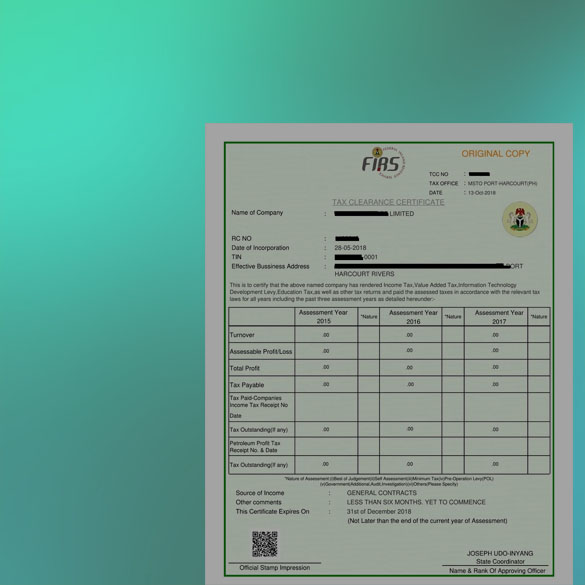 FIRS
ORIGINAL COPY
TCC NO :
TAX OFFICE : MSTO PORT HARCOURT(PH)
DATE : 13-Oct-2018
TAX CLEARANCE CERTIFICATE
Name of Company : LIMITED
RC NO :
Date of Incorporation : 28-05-2018
TIN : -0001
Effective Bussiness Address :
HARCOURT RIVERS
This is to certify that the above named company has rendered Income Tax,Value Added Tax,Information Technology
Development Levy,Education Tax,as well as other tax returns and paid the assessed taxes in accordance with the relevant tax
laws for all years including the past three assessment years as detailed hereunder:-
Assessment Year 2015 *Nature Assessment Year 2016 *Nature Assessment Year 2017 *Nature
Turnover .00 .00 .00
Assessable Profit/Loss .00 .00 .00
Total Profit .00 .00 .00
Tax Payable .00 .00 .00
Tax Paid-Companies
Income Tax Receipt No
Date
Tax Outstanding(If any) .00 .00 .00
Petroleum Profit Tax
Receipt No. & Date
Tax Outstanding(If any) .00 .00 .00
*Nature of Assessment:(i)Best of Judgement(ii)Self Assessment(iii)Minimum Tax(iv)Pre-Operation Levy(POL)
(v)Government/Additional Audit,Investigation(vi)Others(Please Specify)
Source of Income : GENERAL CONTRACTS
Other comments : LESS THAN SIX MONTHS. YET TO COMMENCE
This Certificate Expires On : 31st of December 2018
(Not Later than the end of the current year of Assessment)
Official Stamp Impression
JOSEPH UDO-INYANG
State Coordinator
Name & Rank Of Approving Officer